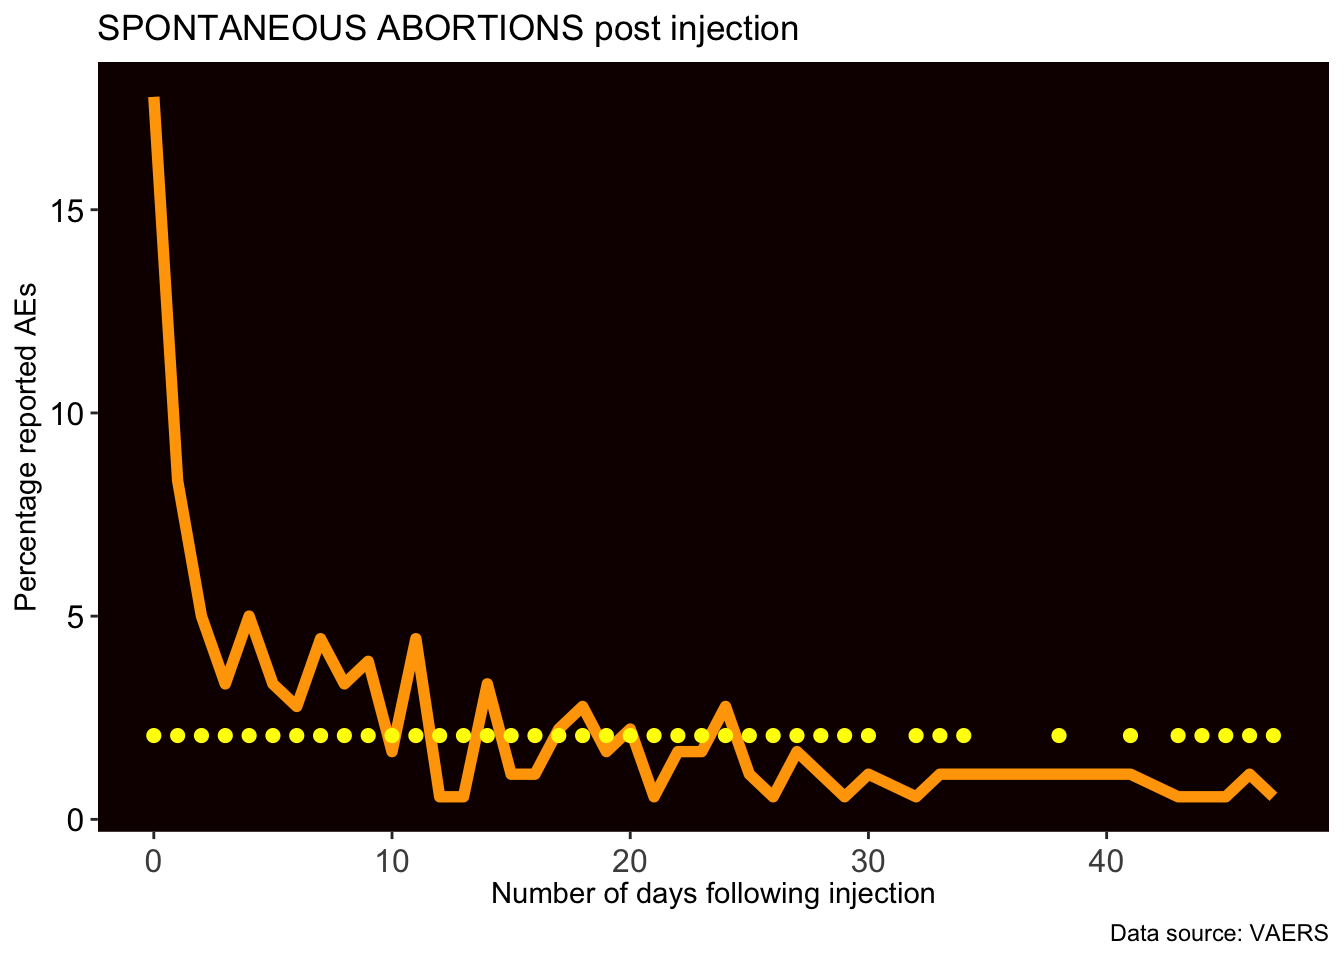 SPONTANEOUS ABORTIONS post injection
Percentage reported AEs
15
10
5
0
0 10 20 30 40
Number of days following injection
Data source: VAERS